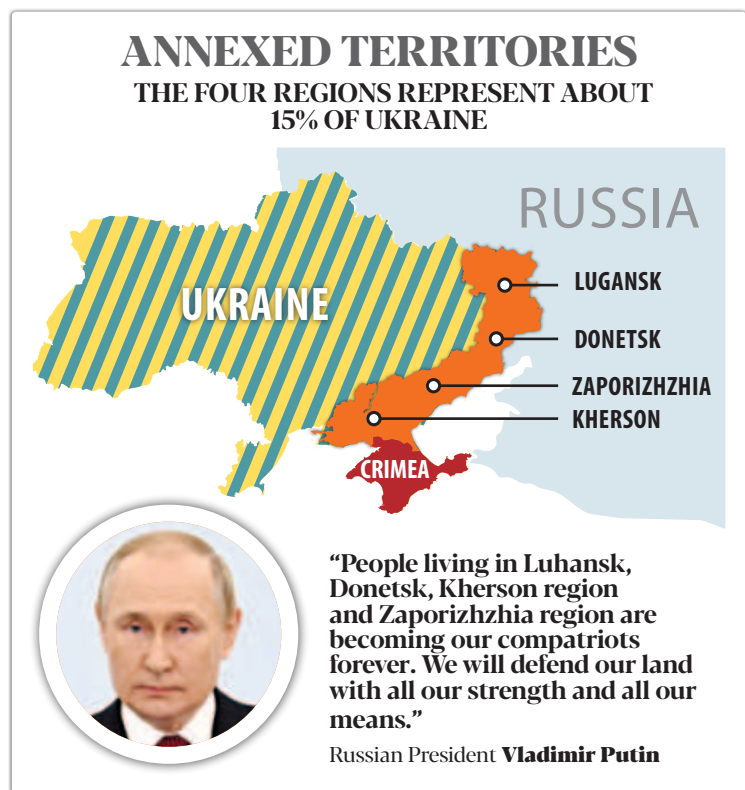 ANNEXED TERRITORIES
THE FOUR REGIONS REPRESENT ABOUT
15% OF UKRAINE
RUSSIA
UKRAINE
LUGANSK
DONETSK
ZAPORIZHZHIA
KHERSON
CRIMEA
“People living in Luhansk,
Donetsk, Kherson region
and Zaporizhzhia region are
becoming our compatriots
forever. We will defend our land
with all our strength and all our
means.”
Russian President Vladimir Putin